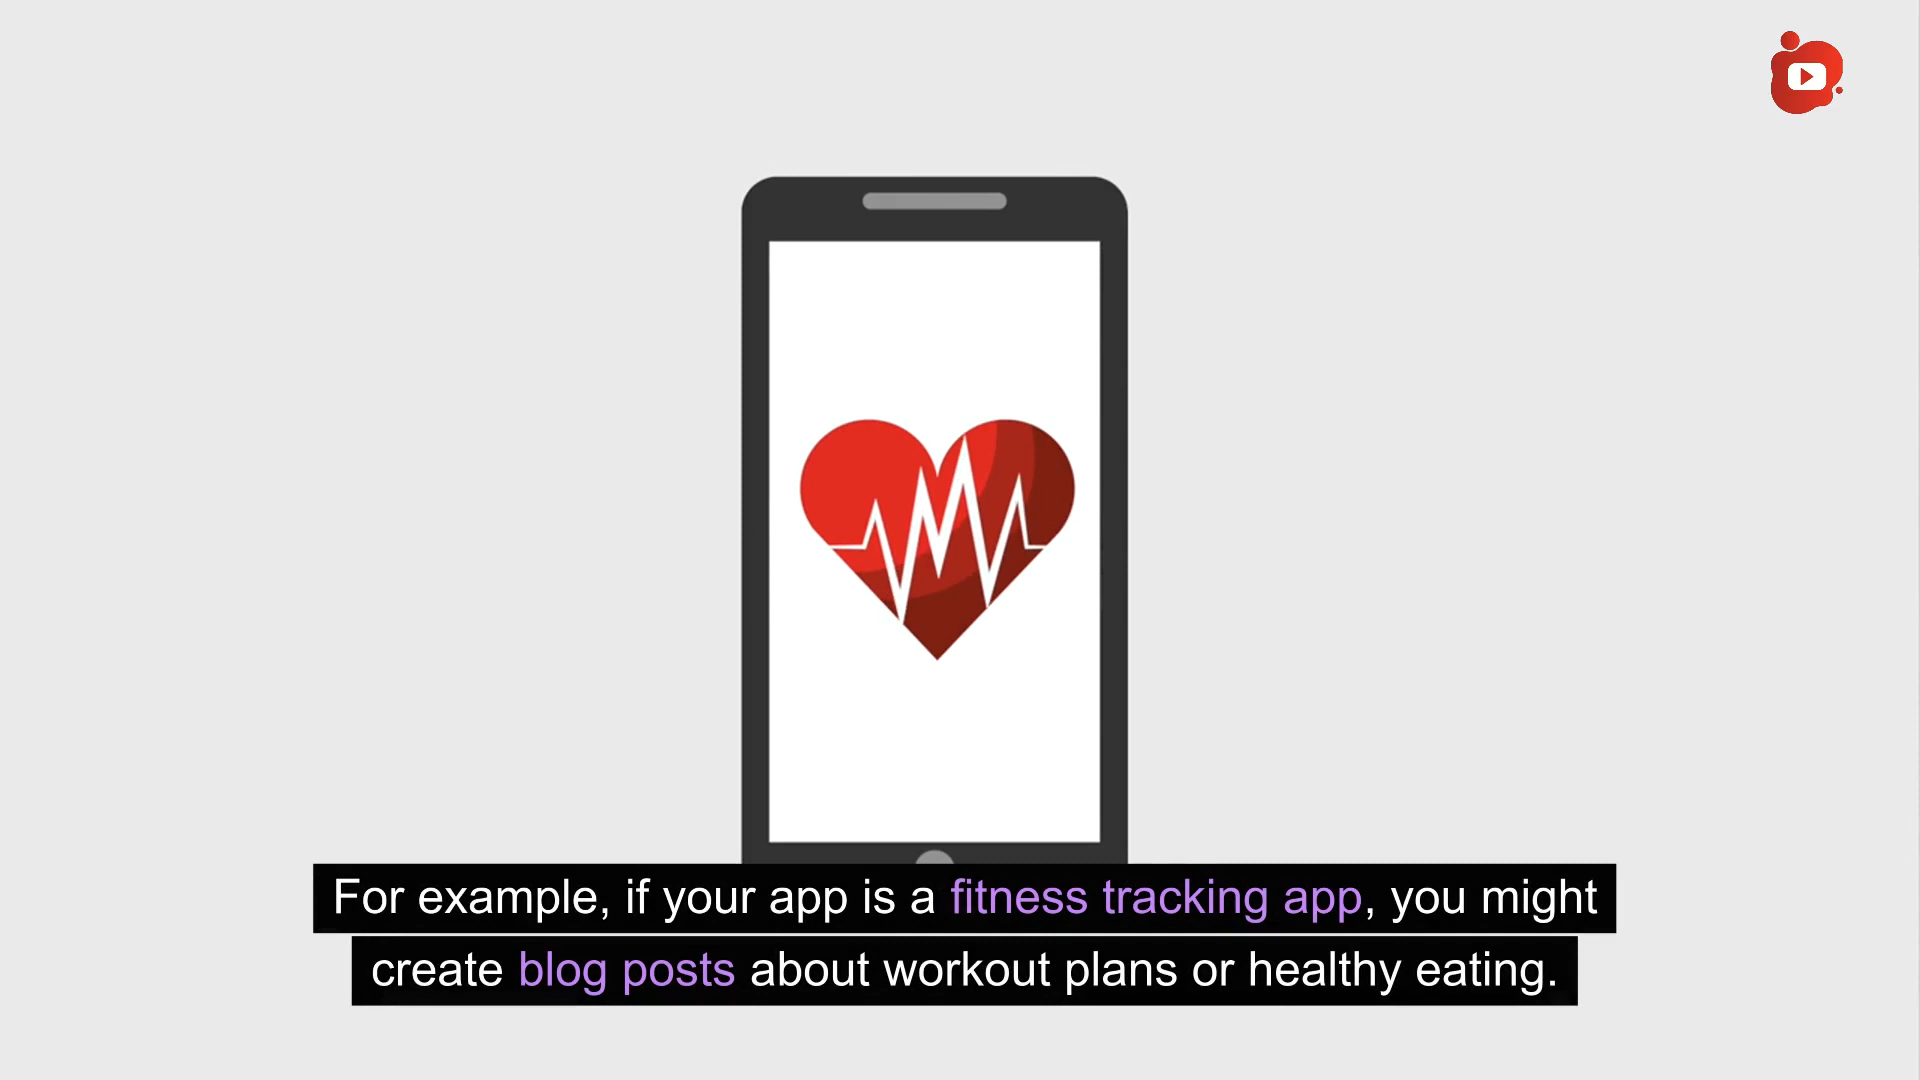 For example, if your app is a fitness tracking app, you might
create blog posts about workout plans or healthy eating.